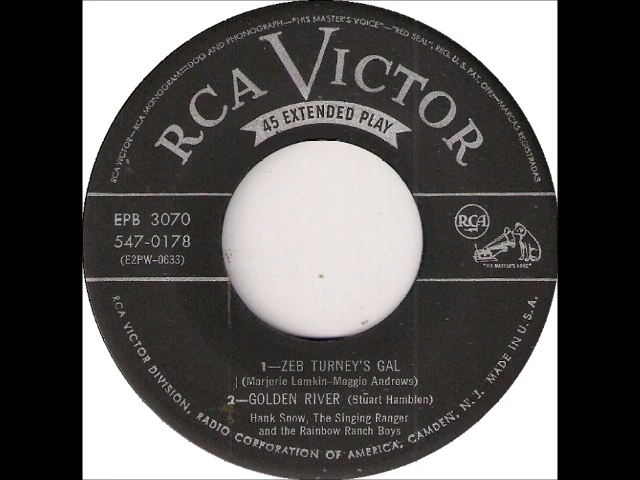 RCA VICTOR—RCA MONOGRAM—DOG AND PHONOGRAPH—"HIS MASTER'S VOICE"—"RED SEAL", REG. U.S. PAT. OFF.—MARCAS REGISTRADAS
RCA VICTOR
45 EXTENDED PLAY
EPB 3070
547-0178
(E2PW-0633)
RCA
"HIS MASTER'S VOICE"
1—ZEB TURNEY'S GAL
(Marjorie Lamkin-Maggie Andrews)
2—GOLDEN RIVER (Stuart Hamblen)
Hank Snow, The Singing Ranger
and the Rainbow Ranch Boys
RCA VICTOR DIVISION, RADIO CORPORATION OF AMERICA, CAMDEN, N.J. MADE IN U.S.A.